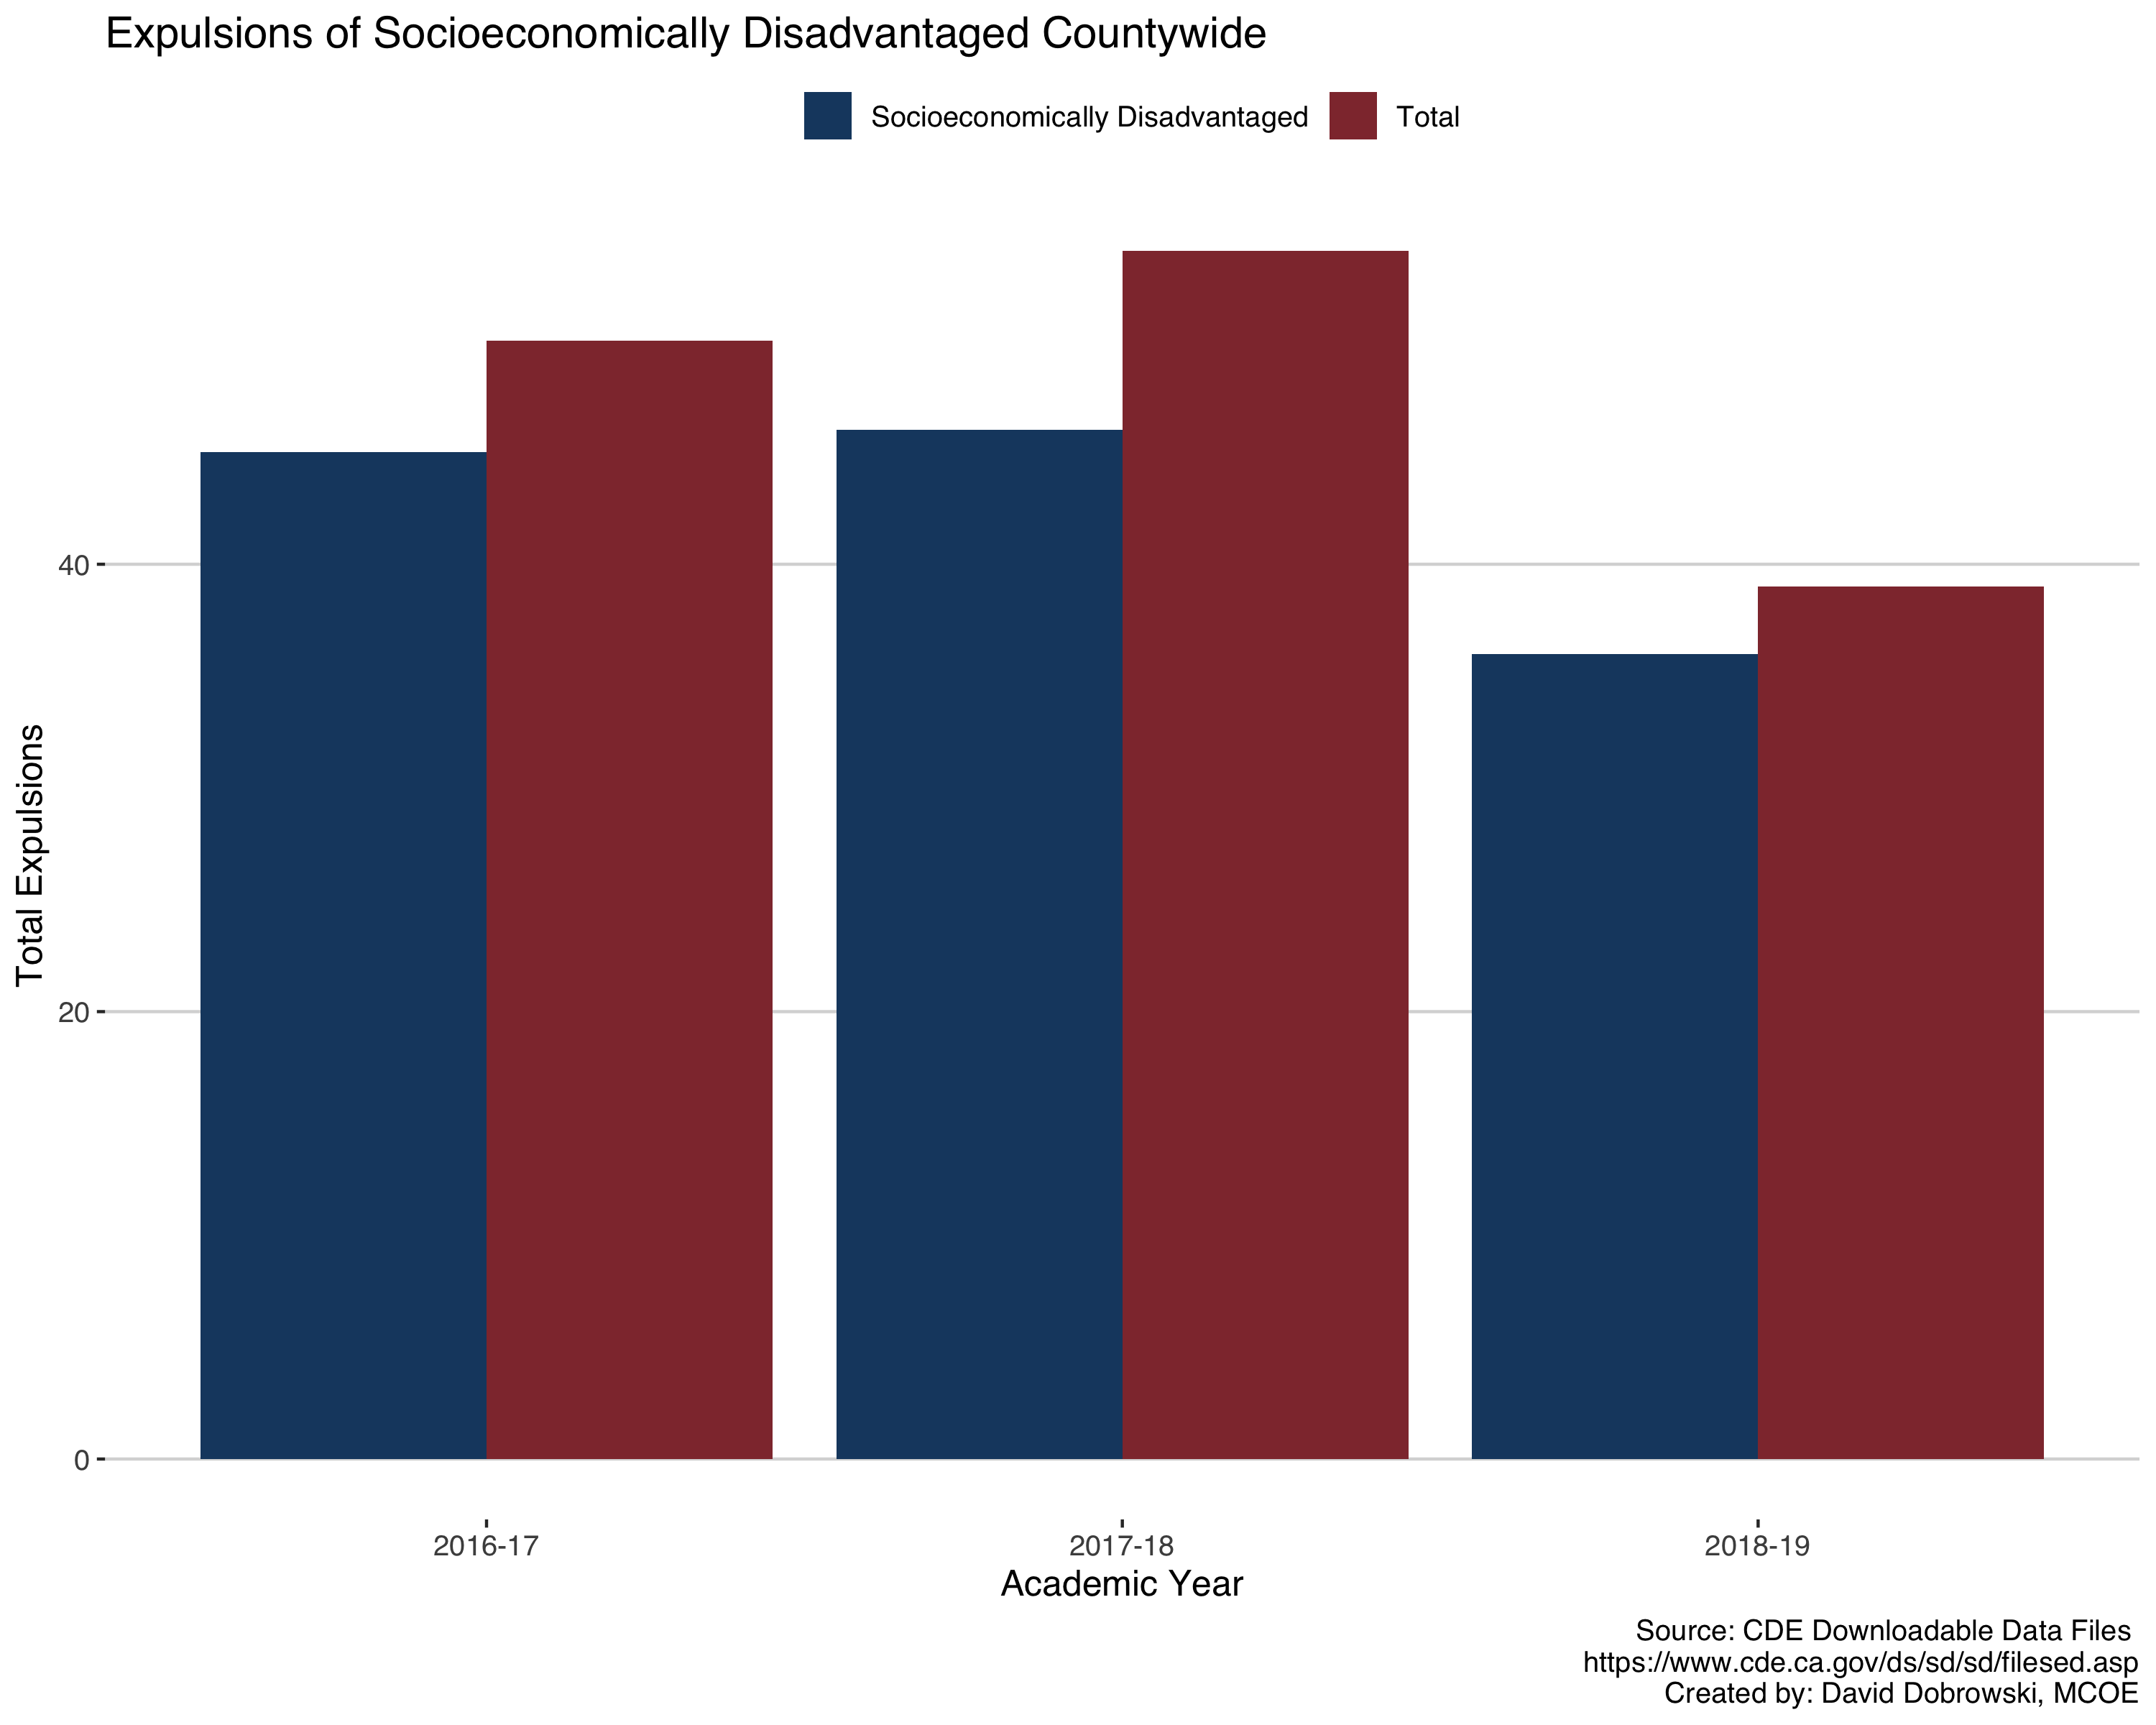 Expulsions of Socioeconomically Disadvantaged Countywide
Socioeconomically Disadvantaged
Total
Total Expulsions
40
20
0
2016-17
2017-18
2018-19
Academic Year
Source: CDE Downloadable Data Files
https://www.cde.ca.gov/ds/sd/sd/filesed.asp
Created by: David Dobrowski, MCOE